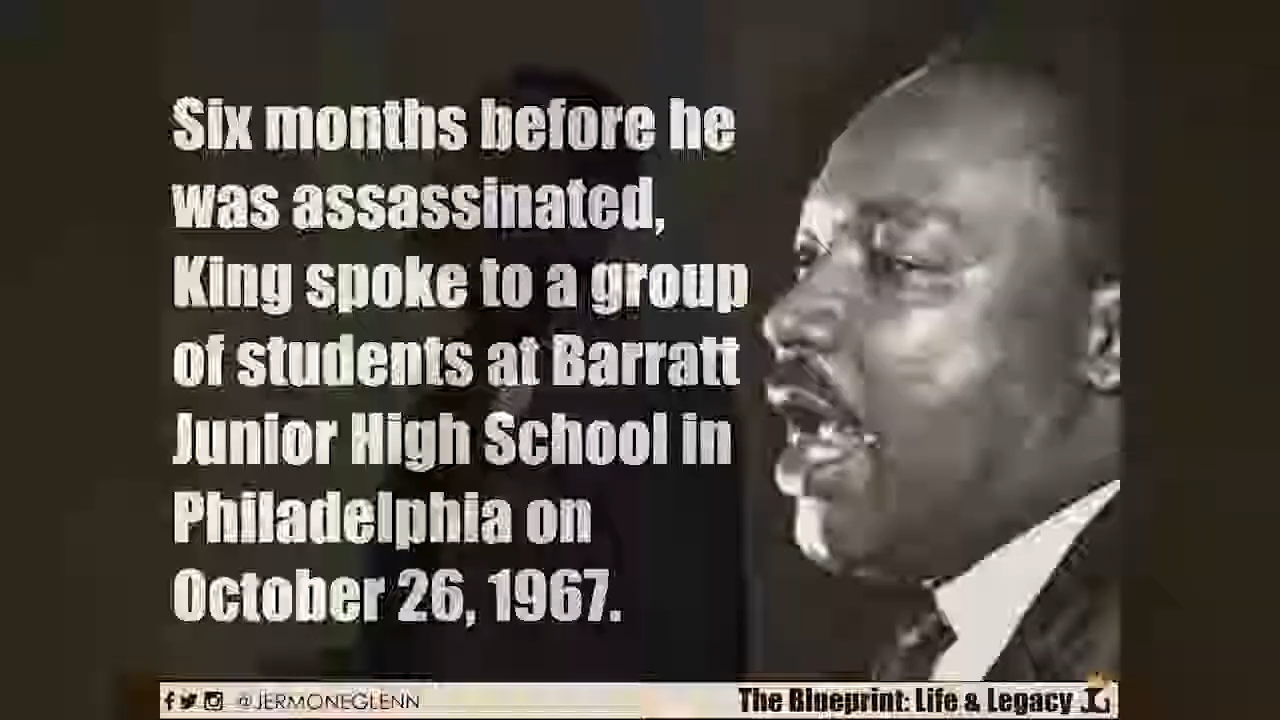 Six months before he
was assassinated,
King spoke to a group
of students at Barratt
Junior High School in
Philadelphia on
October 26, 1967.
@JERMONEGLENN
The Blueprint: Life & Legacy